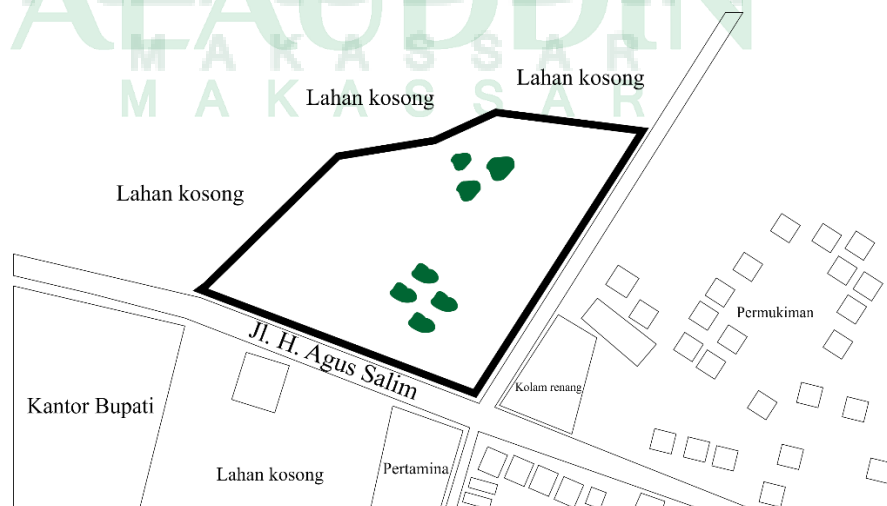 ALAUDDIN
MAKASSAR
MAKASSAR
Lahan kosong
Lahan kosong
Lahan kosong
Jl. H. Agus Salim
Permukiman
Kolam renang
Kantor Bupati
Lahan kosong
Pertamina